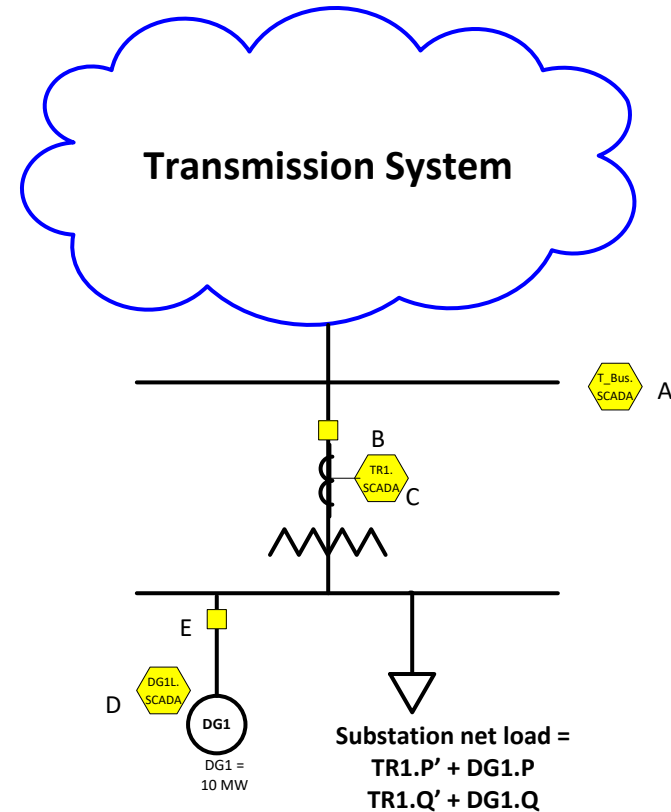 Transmission System
T_Bus.
SCADA
A
B
TR1.
SCADA
C
E
DG1L.
SCADA
D
DG1
DG1 =
10 MW
Substation net load =
TR1.P’ + DG1.P
TR1.Q’ + DG1.Q